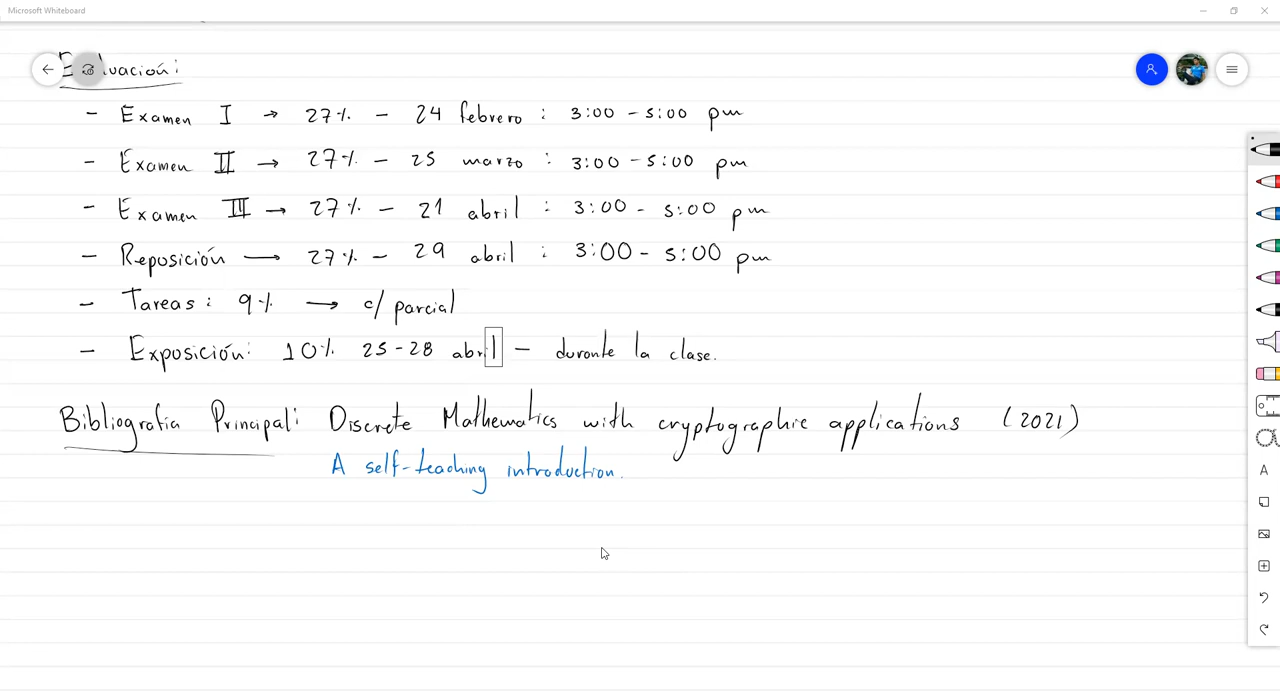 Microsoft Whiteboard
Evaluación:
- Examen I → 27% - 24 febrero : 3:00 - 5:00 pm
- Examen II → 27% - 25 marzo : 3:00 - 5:00 pm
- Examen III → 27% - 21 abril : 3:00 - 5:00 pm
- Reposición → 27% - 29 abril : 3:00 - 5:00 pm
- Tareas : 9% → c/ parcial
- Exposición: 10% 25-28 abril - durante la clase.
Bibliografía Principal: Discrete Mathematics with cryptographic applications (2021)
A self-teaching introduction.
A